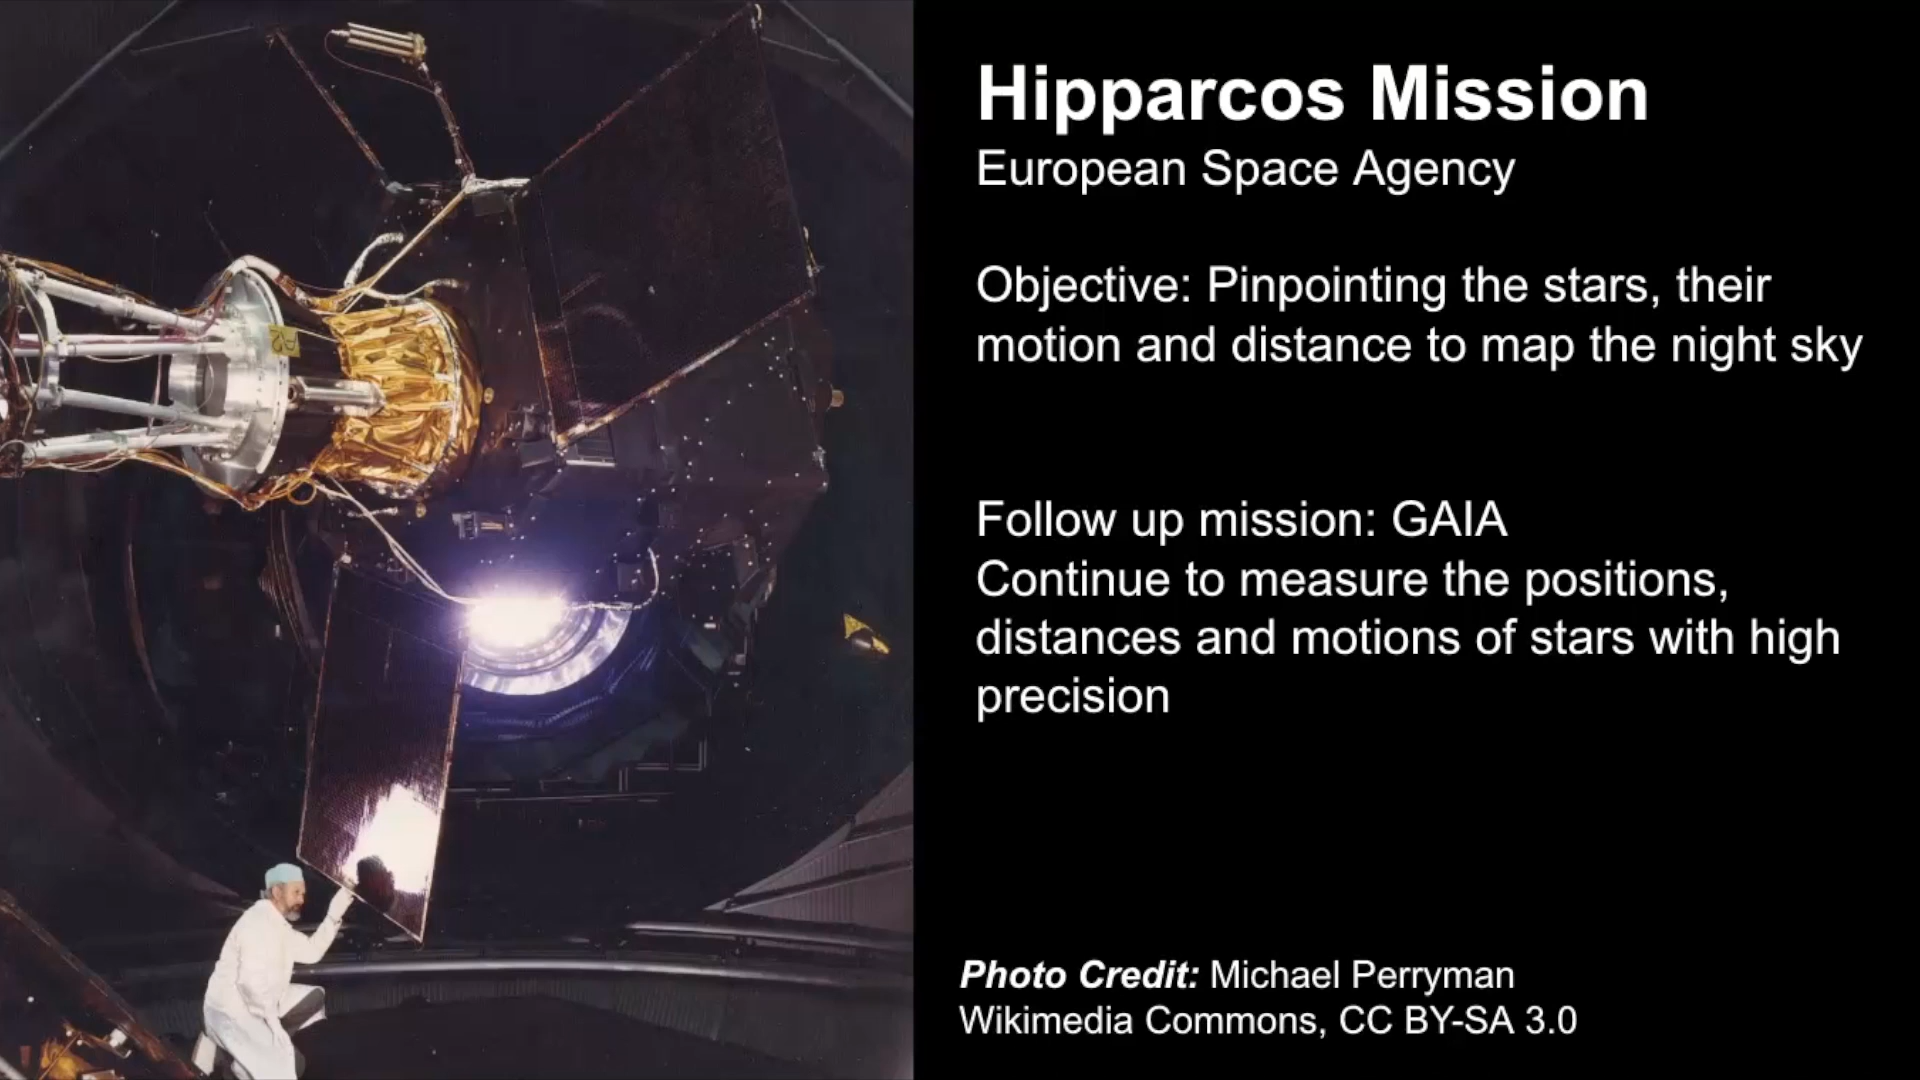 Hipparcos Mission
European Space Agency
Objective: Pinpointing the stars, their
motion and distance to map the night sky
Follow up mission: GAIA
Continue to measure the positions,
distances and motions of stars with high
precision
Photo Credit: Michael Perryman
Wikimedia Commons, CC BY-SA 3.0